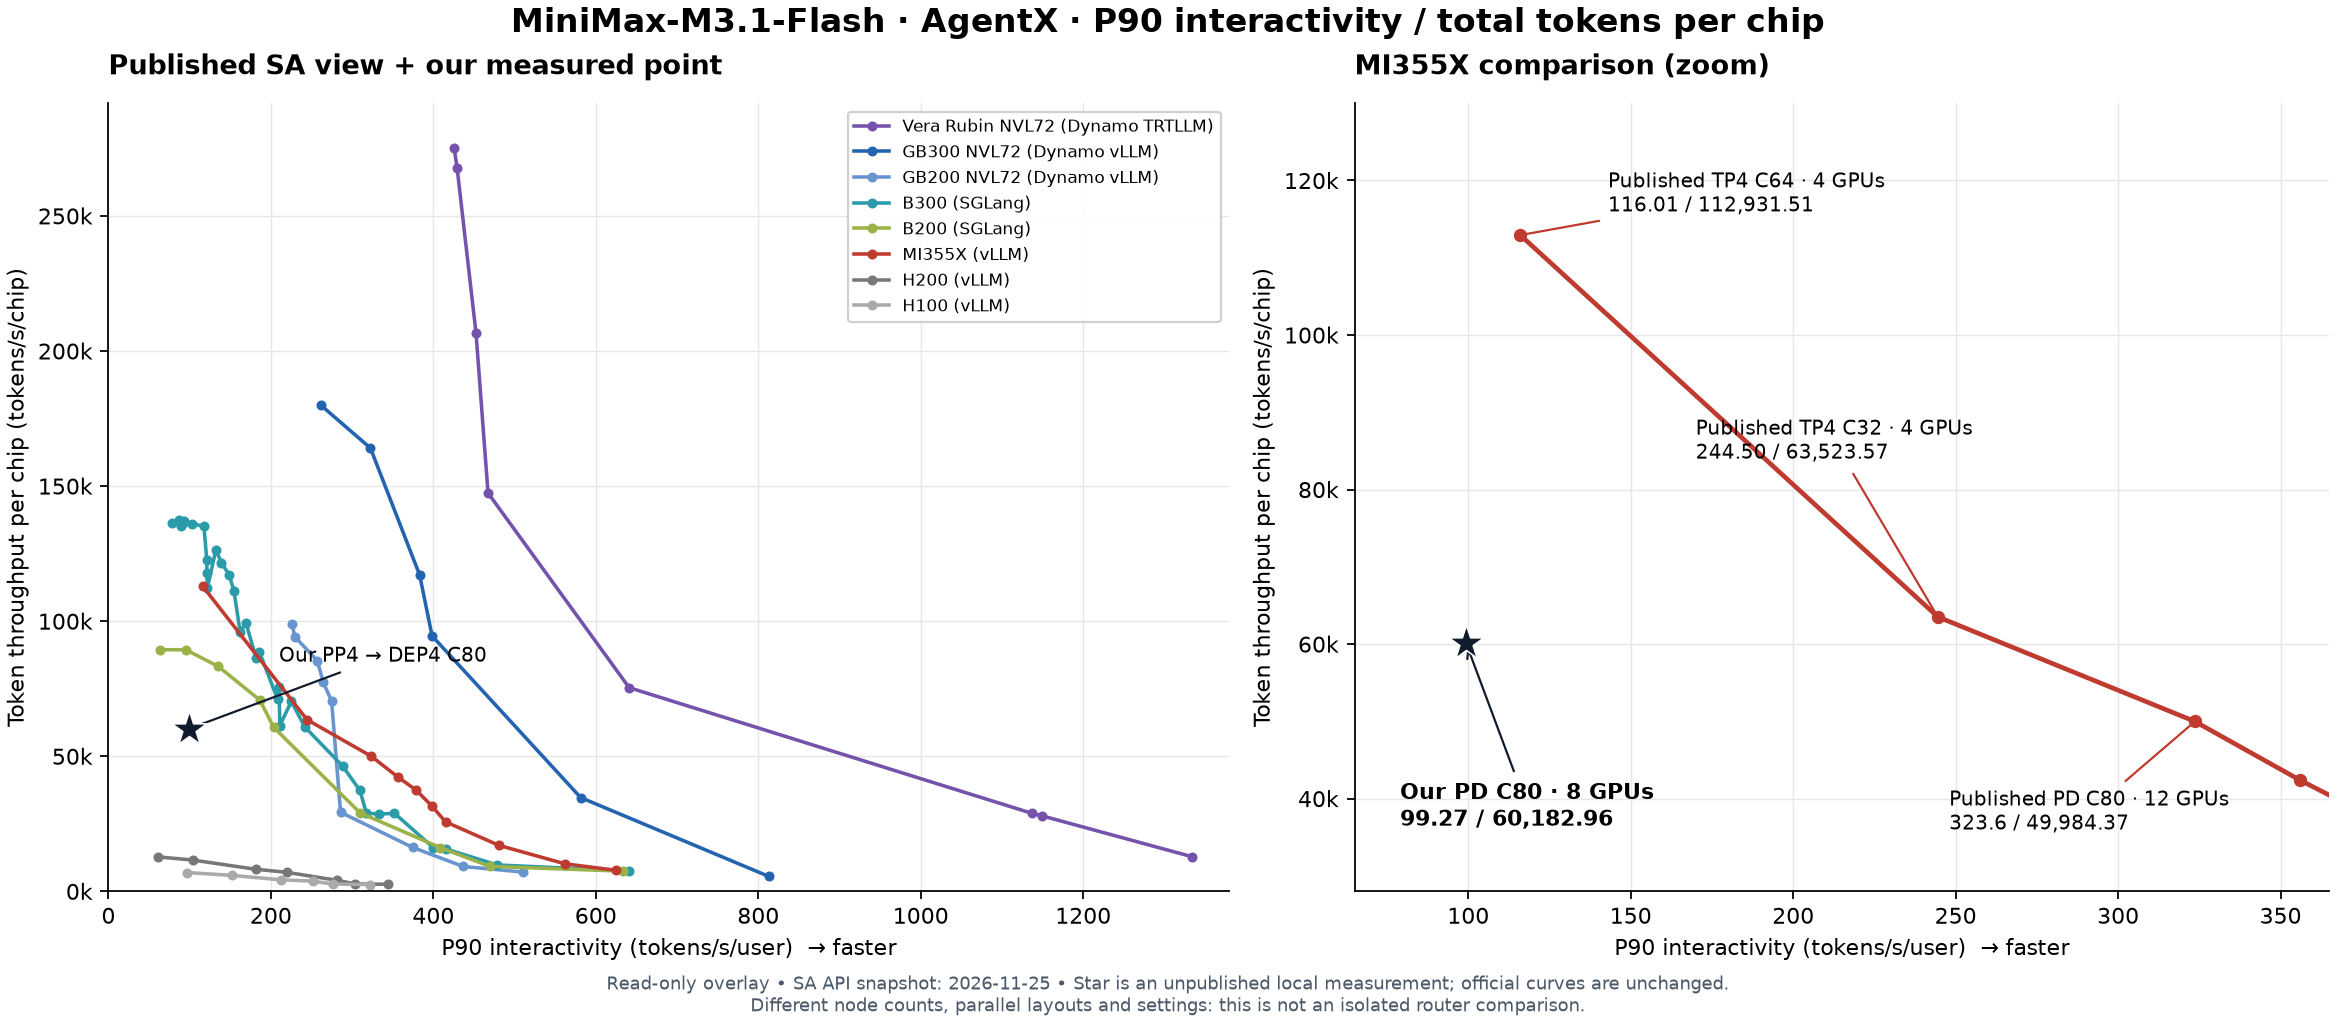 MiniMax-M3.1-Flash · AgentX · P90 interactivity / total tokens per chip
Published SA view + our measured point
Token throughput per chip (tokens/s/chip)
250k
200k
150k
100k
50k
0k
Vera Rubin NVL72 (Dynamo TRTLLM)
GB300 NVL72 (Dynamo vLLM)
GB200 NVL72 (Dynamo vLLM)
B300 (SGLang)
B200 (SGLang)
MI355X (vLLM)
H200 (vLLM)
H100 (vLLM)
Our PP4 → DEP4 C80
0 200 400 600 800 1000 1200
P90 interactivity (tokens/s/user) → faster
MI355X comparison (zoom)
Token throughput per chip (tokens/s/chip)
120k
100k
80k
60k
40k
Published TP4 C64 · 4 GPUs
116.01 / 112,931.51
Published TP4 C32 · 4 GPUs
244.50 / 63,523.57
Our PD C80 · 8 GPUs
99.27 / 60,182.96
Published PD C80 · 12 GPUs
323.6 / 49,984.37
100 150 200 250 300 350
P90 interactivity (tokens/s/user) → faster
Read-only overlay • SA API snapshot: 2026-11-25 • Star is an unpublished local measurement; official curves are unchanged.
Different node counts, parallel layouts and settings: this is not an isolated router comparison.